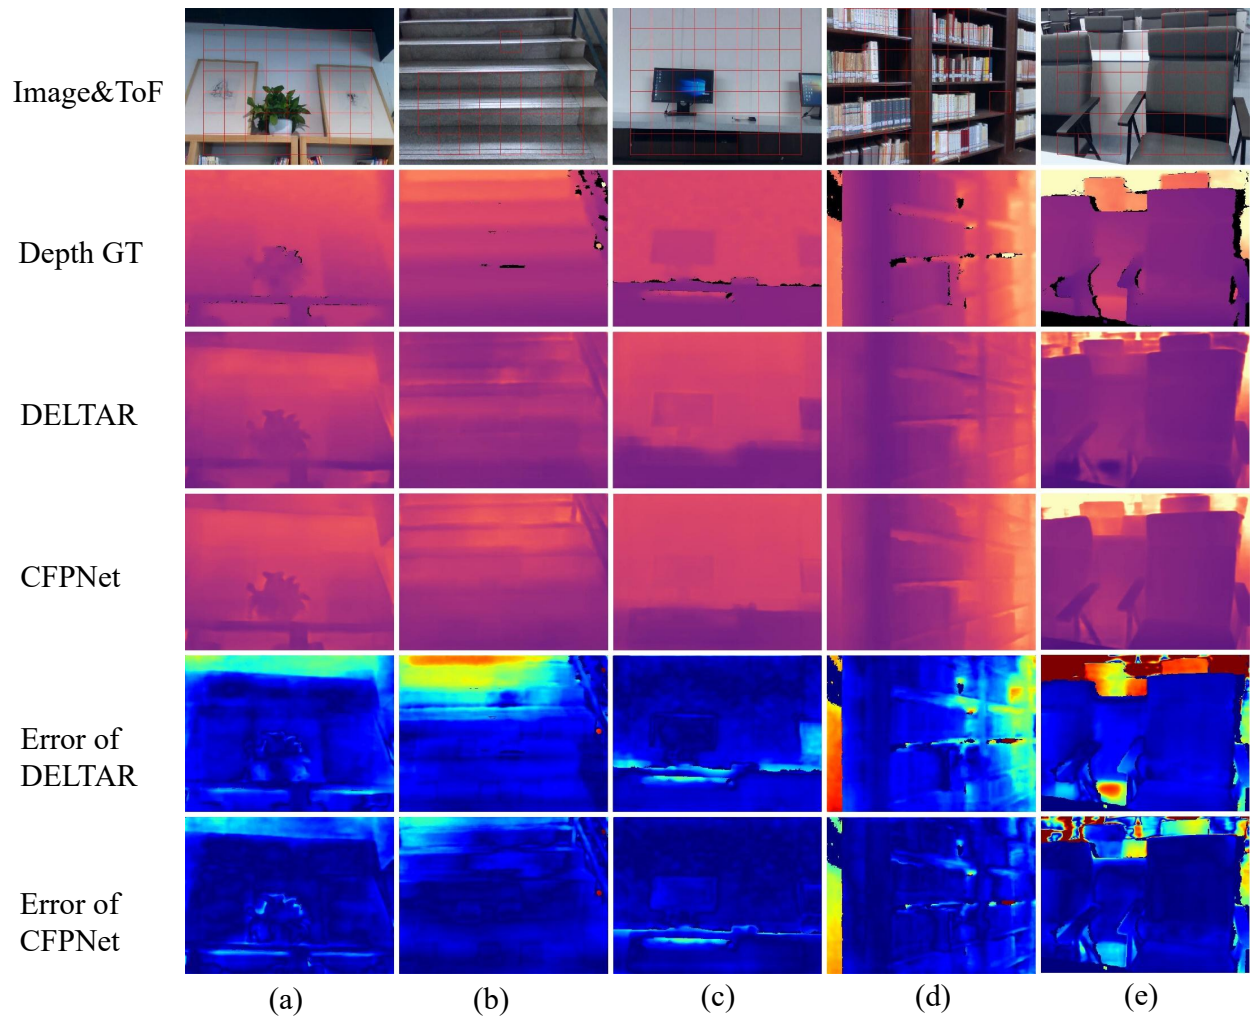 Image&ToF
Depth GT
DELTAR
CFPNet
Error of
DELTAR
Error of
CFPNet
(a)
(b)
(c)
(d)
(e)